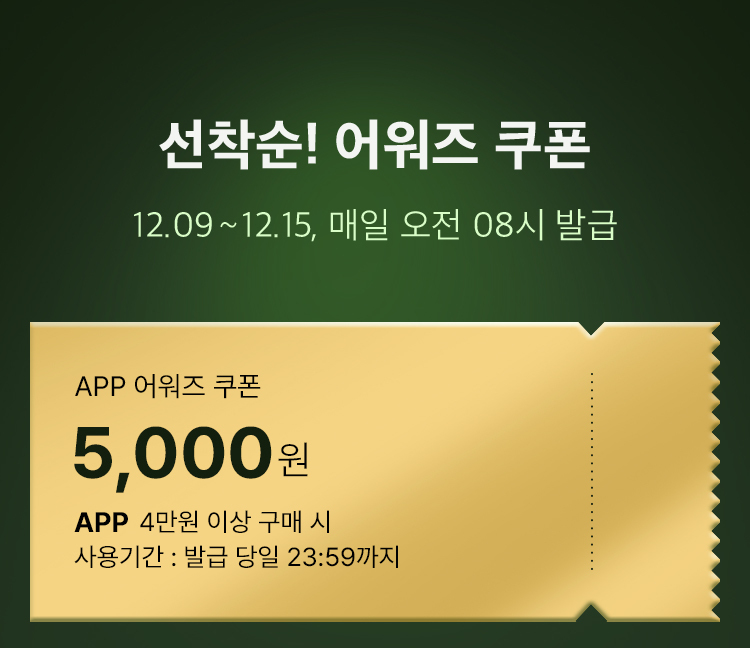 선착순! 어워즈 쿠폰
12.09~12.15, 매일 오전 08시 발급
APP 어워즈 쿠폰
5,000원
APP 4만원 이상 구매 시
사용기간 : 발급 당일 23:59까지